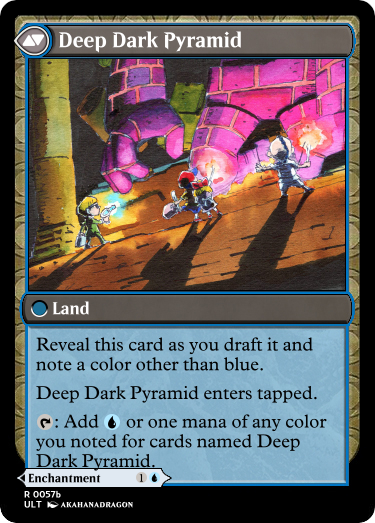 Deep Dark Pyramid
Land
Reveal this card as you draft it and
note a color other than blue.
Deep Dark Pyramid enters tapped.
: Add or one mana of any color
you noted for cards named Deep
Dark Pyramid.
Enchantment 1
R 0057b
ULT AKAHANADRAGON